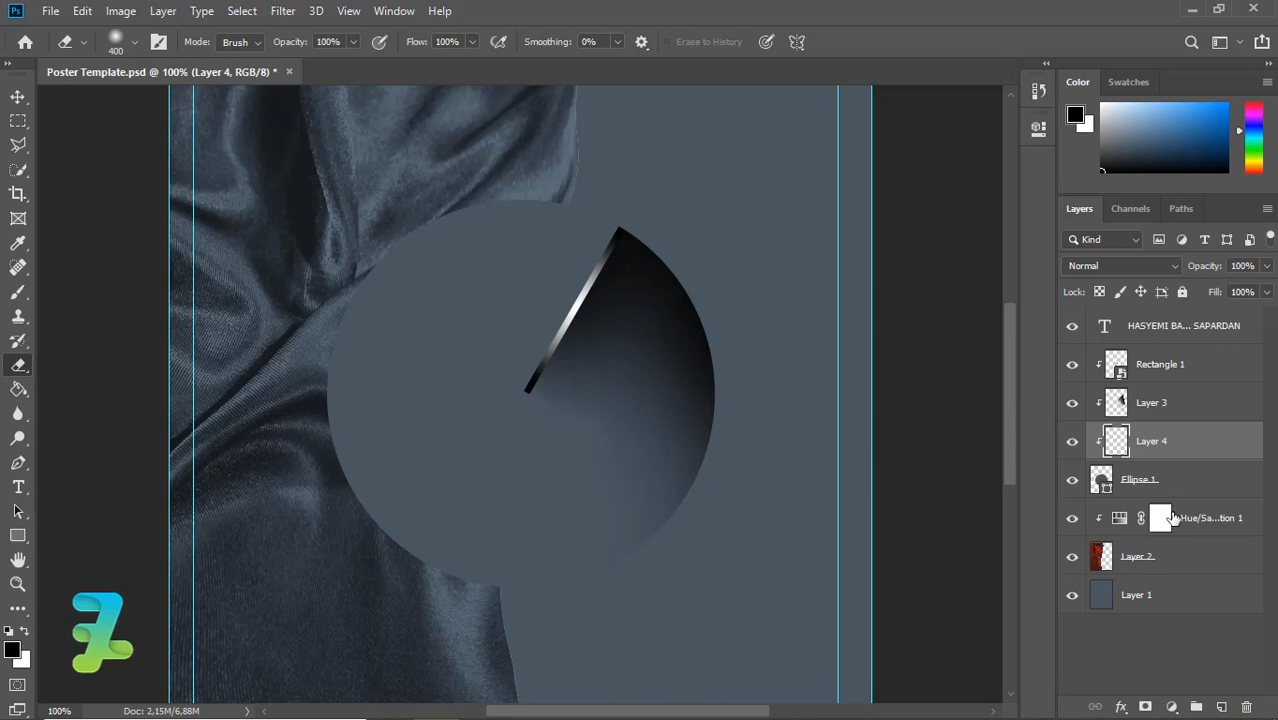 Ps File Edit Image Layer Type Select Filter 3D View Window Help
400 Mode: Brush Opacity: 100% Flow: 100% Smoothing: 0% Erase to History
Poster Template.psd @ 100% (Layer 4, RGB/8) *
Color Swatches
Layers Channels Paths
Kind
Normal Opacity: 100%
Lock: Fill: 100%
HASYEMI BA... SAPARDAN
Rectangle 1
Layer 3
Layer 4
Ellipse 1
Hue/Sa...tion 1
Layer 2
Layer 1
100% Doc: 2,15M/6,88M